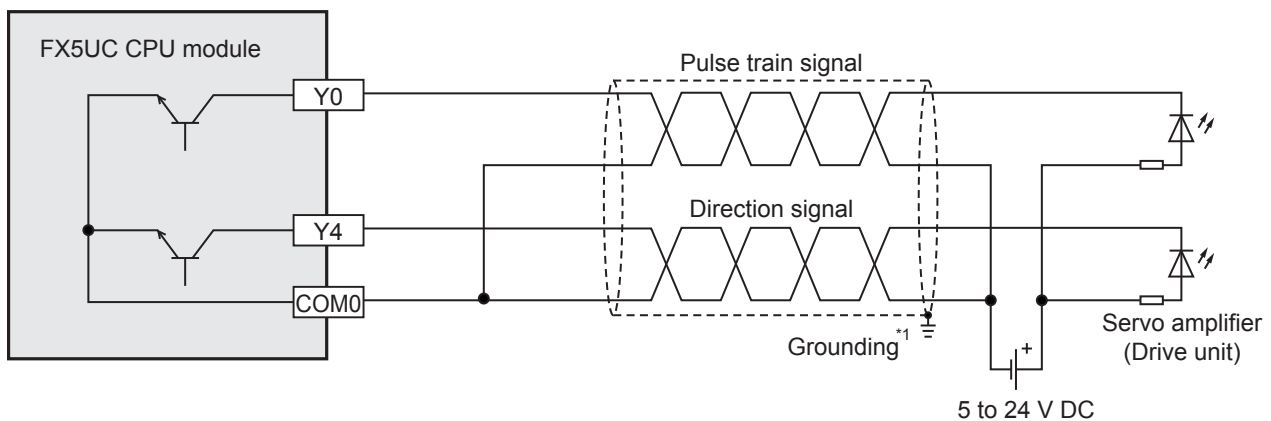 FX5UC CPU module
Pulse train signal
Y0
Direction signal
Y4
COM0
Grounding*1
+
Servo amplifier
(Drive unit)
5 to 24 V DC